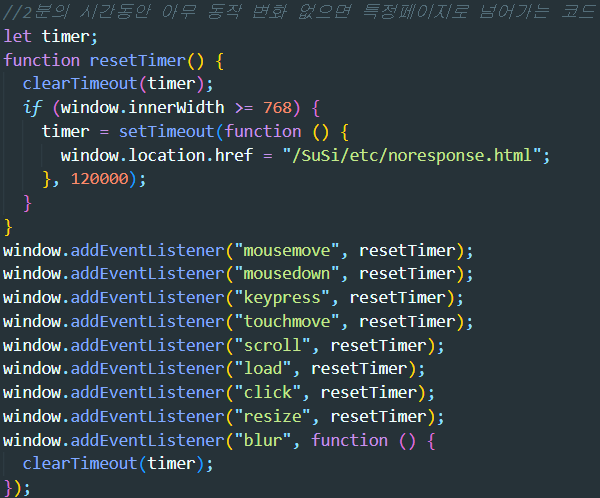 //2분의 시간동안 아무 동작 변화 없으면 특정페이지로 넘어가는 코드
let timer;
function resetTimer() {
  clearTimeout(timer);
  if (window.innerWidth >= 768) {
    timer = setTimeout(function () {
      window.location.href = "/SuSi/etc/noresponse.html";
    }, 120000);
  }
}
window.addEventListener("mousemove", resetTimer);
window.addEventListener("mousedown", resetTimer);
window.addEventListener("keypress", resetTimer);
window.addEventListener("touchmove", resetTimer);
window.addEventListener("scroll", resetTimer);
window.addEventListener("load", resetTimer);
window.addEventListener("click", resetTimer);
window.addEventListener("resize", resetTimer);
window.addEventListener("blur", function () {
  clearTimeout(timer);
});